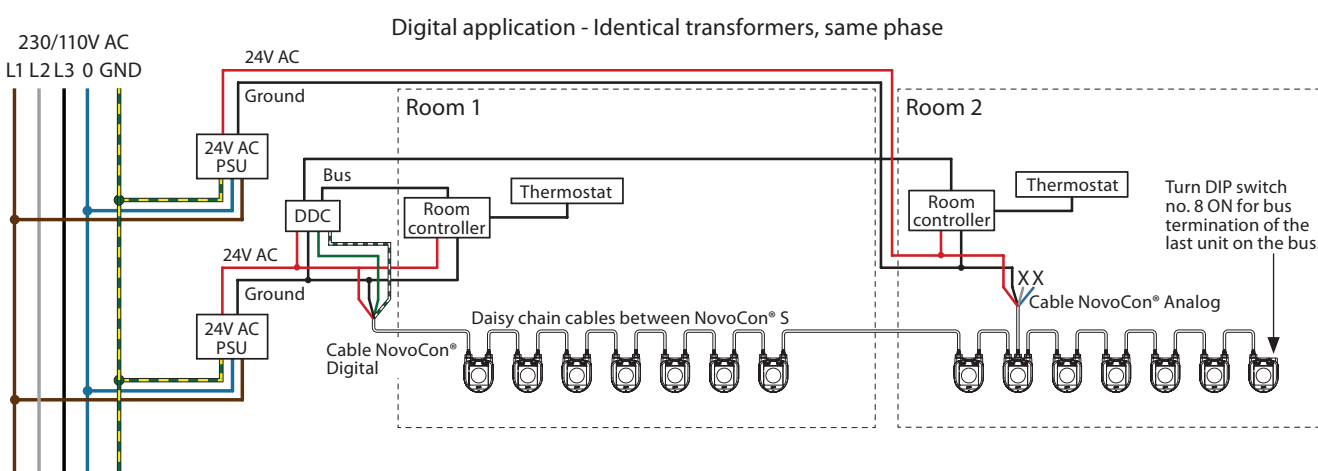 Digital application - Identical transformers, same phase
230/110V AC
L1 L2 L3 0 GND
24V AC
Ground
24V AC
PSU
Room 1
Room 2
Bus
DDC
Room
controller
Thermostat
Room
controller
Thermostat
Turn DIP switch
no. 8 ON for bus
termination of the
last unit on the bus.
24V AC
Ground
24V AC
PSU
Cable NovoCon®
Digital
Daisy chain cables between NovoCon® S
X X
Cable NovoCon® Analog